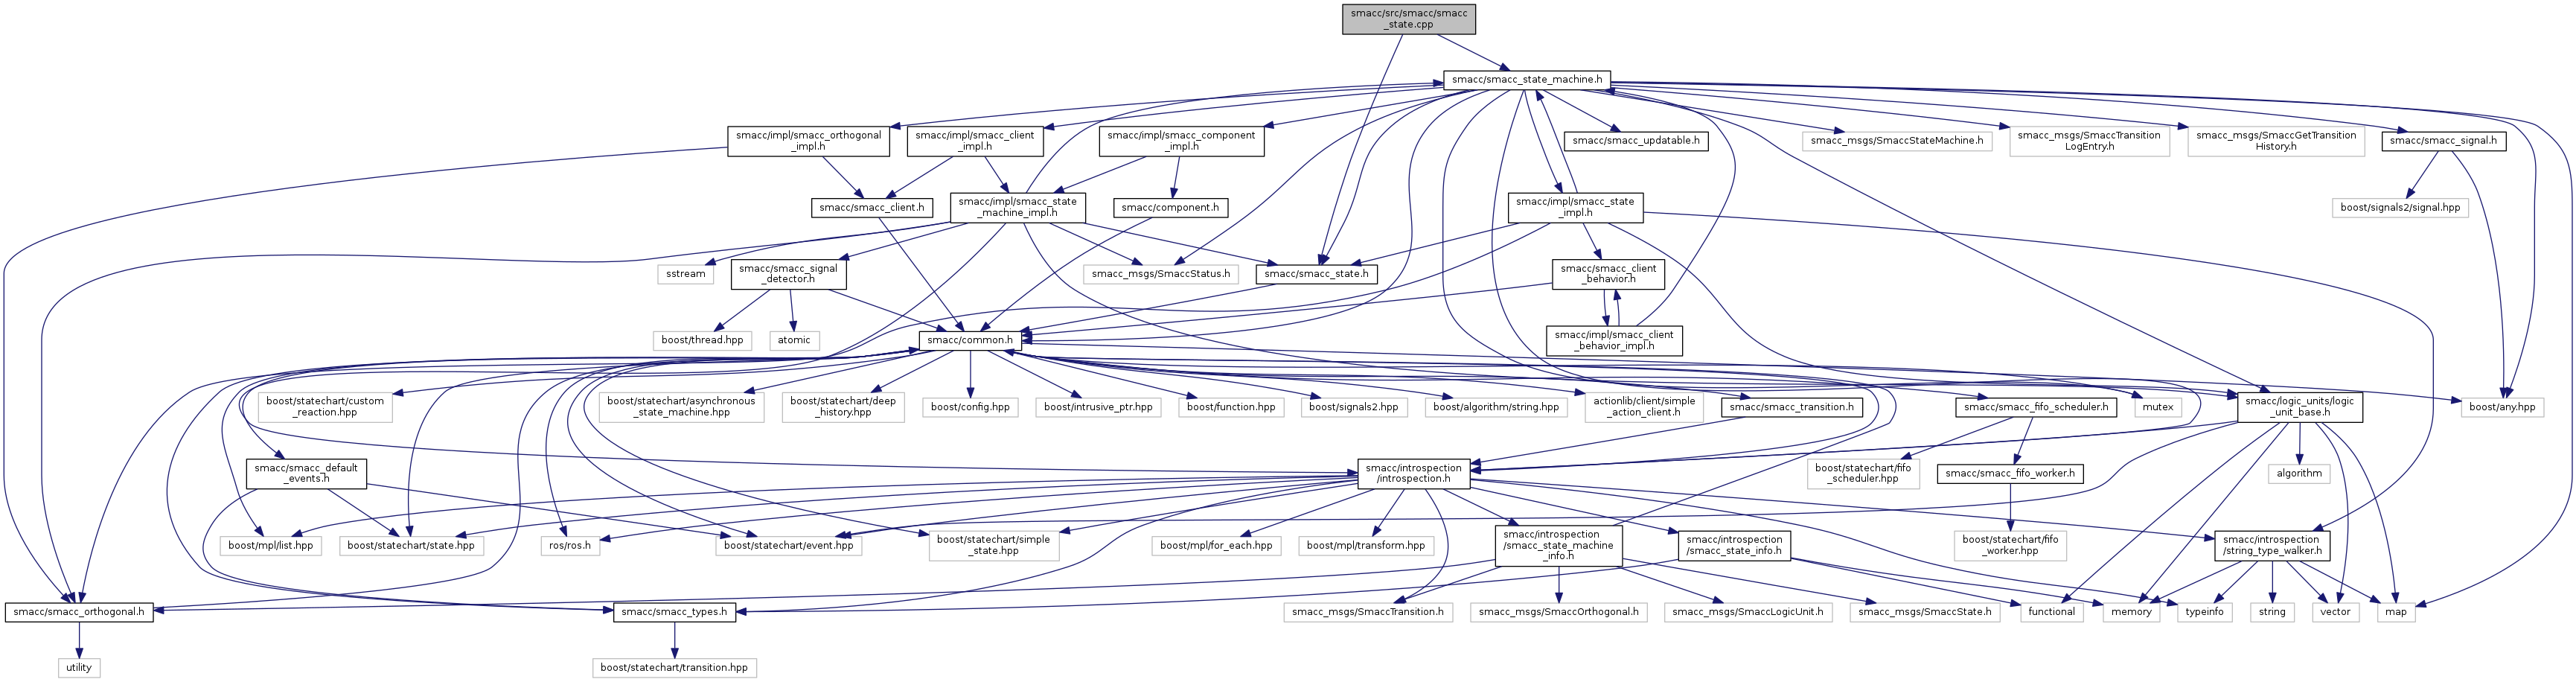 smacc/src/smacc/smacc
_state.cpp
smacc/smacc_state_machine.h
smacc/impl/smacc_orthogonal
_impl.h
smacc/impl/smacc_client
_impl.h
smacc/impl/smacc_component
_impl.h
smacc/smacc_updatable.h
smacc_msgs/SmaccStateMachine.h
smacc_msgs/SmaccTransition
LogEntry.h
smacc_msgs/SmaccGetTransition
History.h
smacc/smacc_signal.h
smacc/smacc_client.h
smacc/impl/smacc_state
_machine_impl.h
smacc/component.h
smacc/impl/smacc_state
_impl.h
boost/signals2/signal.hpp
sstream
smacc/smacc_signal
_detector.h
smacc_msgs/SmaccStatus.h
smacc/smacc_state.h
smacc/smacc_client
_behavior.h
boost/thread.hpp
atomic
smacc/common.h
smacc/impl/smacc_client
_behavior_impl.h
boost/statechart/custom
_reaction.hpp
boost/statechart/asynchronous
_state_machine.hpp
boost/statechart/deep
_history.hpp
boost/config.hpp
boost/intrusive_ptr.hpp
boost/function.hpp
boost/signals2.hpp
boost/algorithm/string.hpp
actionlib/client/simple
_action_client.h
smacc/smacc_transition.h
smacc/smacc_fifo_scheduler.h
mutex
smacc/logic_units/logic
_unit_base.h
boost/any.hpp
smacc/smacc_default
_events.h
smacc/introspection
/introspection.h
boost/statechart/fifo
_scheduler.hpp
smacc/smacc_fifo_worker.h
algorithm
boost/mpl/list.hpp
boost/statechart/state.hpp
ros/ros.h
boost/statechart/event.hpp
boost/statechart/simple
_state.hpp
boost/mpl/for_each.hpp
boost/mpl/transform.hpp
smacc/introspection
/smacc_state_machine
_info.h
smacc/introspection
/smacc_state_info.h
boost/statechart/fifo
_worker.hpp
smacc/introspection
/string_type_walker.h
smacc/smacc_orthogonal.h
smacc/smacc_types.h
smacc_msgs/SmaccTransition.h
smacc_msgs/SmaccOrthogonal.h
smacc_msgs/SmaccLogicUnit.h
smacc_msgs/SmaccState.h
functional
memory
typeinfo
string
vector
map
utility
boost/statechart/transition.hpp